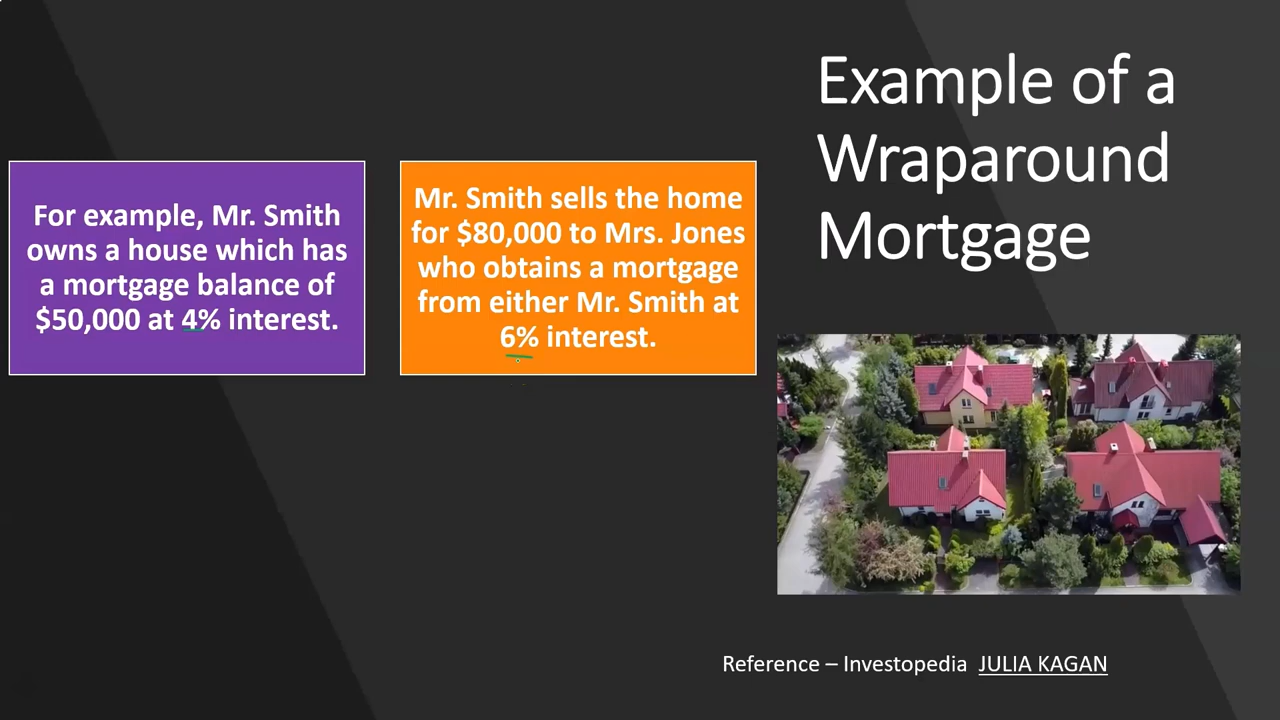 Example of a
Wraparound
Mortgage
For example, Mr. Smith
owns a house which has
a mortgage balance of
$50,000 at 4% interest.
Mr. Smith sells the home
for $80,000 to Mrs. Jones
who obtains a mortgage
from either Mr. Smith at
6% interest.
Reference – Investopedia JULIA KAGAN